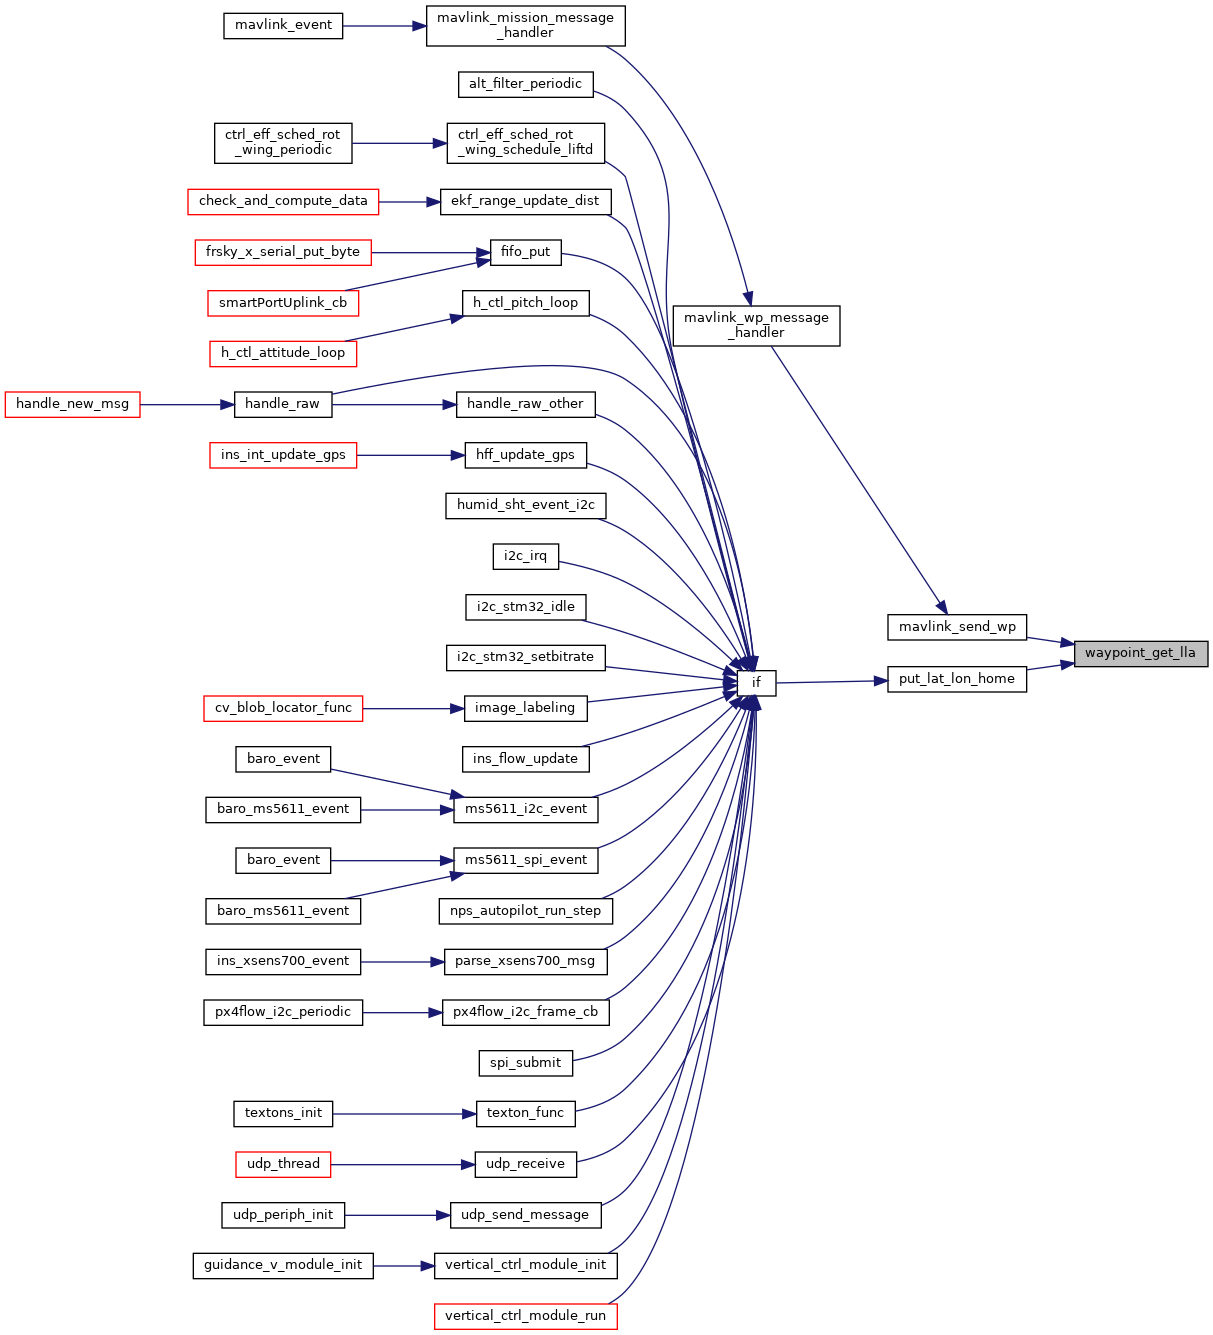 mavlink_event
mavlink_mission_message
_handler
alt_filter_periodic
ctrl_eff_sched_rot
_wing_periodic
ctrl_eff_sched_rot
_wing_schedule_liftd
check_and_compute_data
ekf_range_update_dist
frsky_x_serial_put_byte
fifo_put
smartPortUplink_cb
h_ctl_pitch_loop
mavlink_wp_message
_handler
h_ctl_attitude_loop
handle_new_msg
handle_raw
handle_raw_other
ins_int_update_gps
hff_update_gps
humid_sht_event_i2c
i2c_irq
i2c_stm32_idle
mavlink_send_wp
i2c_stm32_setbitrate
waypoint_get_lla
if
put_lat_lon_home
cv_blob_locator_func
image_labeling
baro_event
ins_flow_update
baro_ms5611_event
ms5611_i2c_event
baro_event
ms5611_spi_event
baro_ms5611_event
nps_autopilot_run_step
ins_xsens700_event
parse_xsens700_msg
px4flow_i2c_periodic
px4flow_i2c_frame_cb
spi_submit
textons_init
texton_func
udp_thread
udp_receive
udp_periph_init
udp_send_message
guidance_v_module_init
vertical_ctrl_module_init
vertical_ctrl_module_run